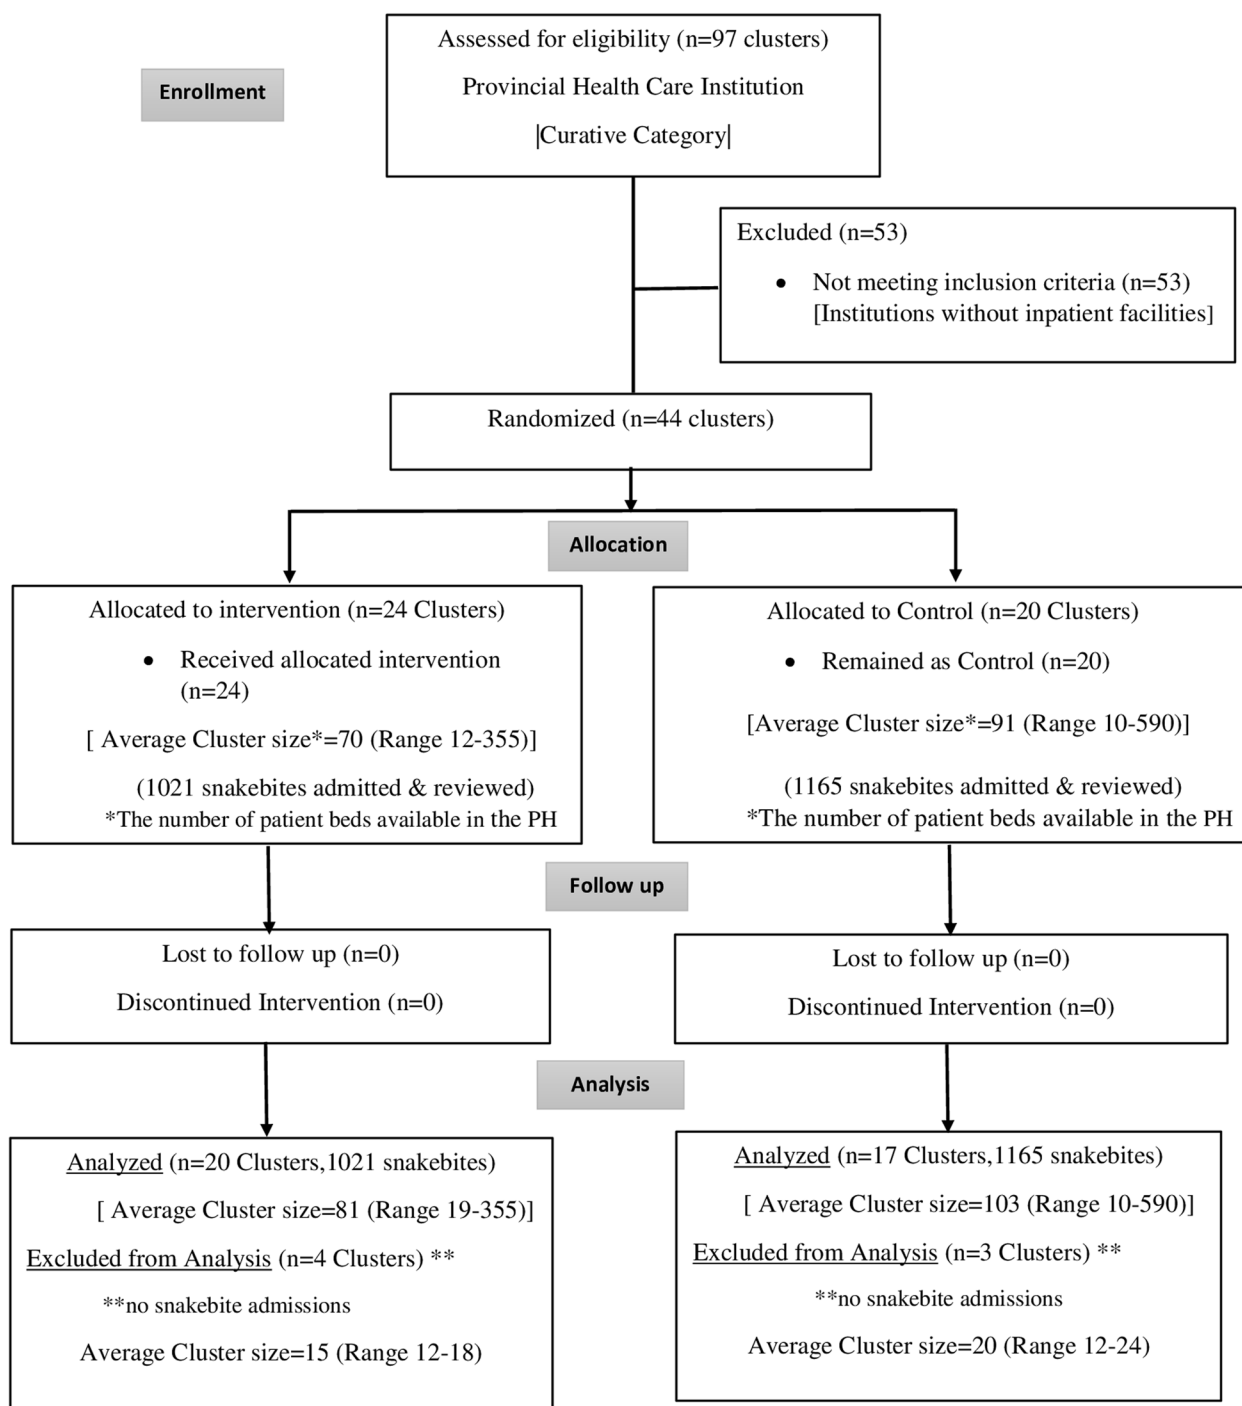 Assessed for eligibility (n=97 clusters)
Provincial Health Care Institution
|Curative Category|
Enrollment
Excluded (n=53)
• Not meeting inclusion criteria (n=53)
[Institutions without inpatient facilities]
Randomized (n=44 clusters)
Allocation
Allocated to intervention (n=24 Clusters)
• Received allocated intervention
(n=24)
[ Average Cluster size*=70 (Range 12-355)]
(1021 snakebites admitted & reviewed)
*The number of patient beds available in the PH
Allocated to Control (n=20 Clusters)
• Remained as Control (n=20)
[Average Cluster size*=91 (Range 10-590)]
(1165 snakebites admitted & reviewed)
*The number of patient beds available in the PH
Follow up
Lost to follow up (n=0)
Discontinued Intervention (n=0)
Lost to follow up (n=0)
Discontinued Intervention (n=0)
Analysis
Analyzed (n=20 Clusters,1021 snakebites)
[ Average Cluster size=81 (Range 19-355)]
Excluded from Analysis (n=4 Clusters) **
**no snakebite admissions
Average Cluster size=15 (Range 12-18)
Analyzed (n=17 Clusters,1165 snakebites)
[ Average Cluster size=103 (Range 10-590)]
Excluded from Analysis (n=3 Clusters) **
**no snakebite admissions
Average Cluster size=20 (Range 12-24)